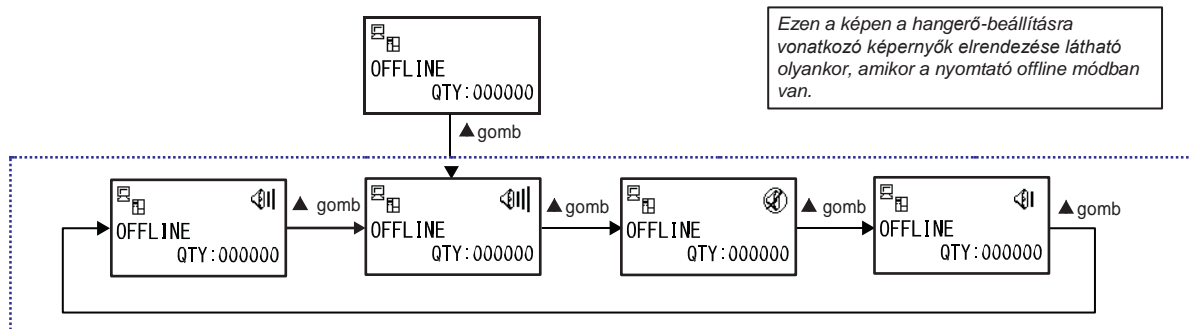 OFFLINE
QTY:000000
Ezen a képen a hangerő-beállításra
vonatkozó képernyők elrendezése látható
olyankor, amikor a nyomtató offline módban
van.
▲ gomb
OFFLINE
QTY:000000
▲ gomb
OFFLINE
QTY:000000
▲ gomb
OFFLINE
QTY:000000
▲ gomb
OFFLINE
QTY:000000
▲ gomb